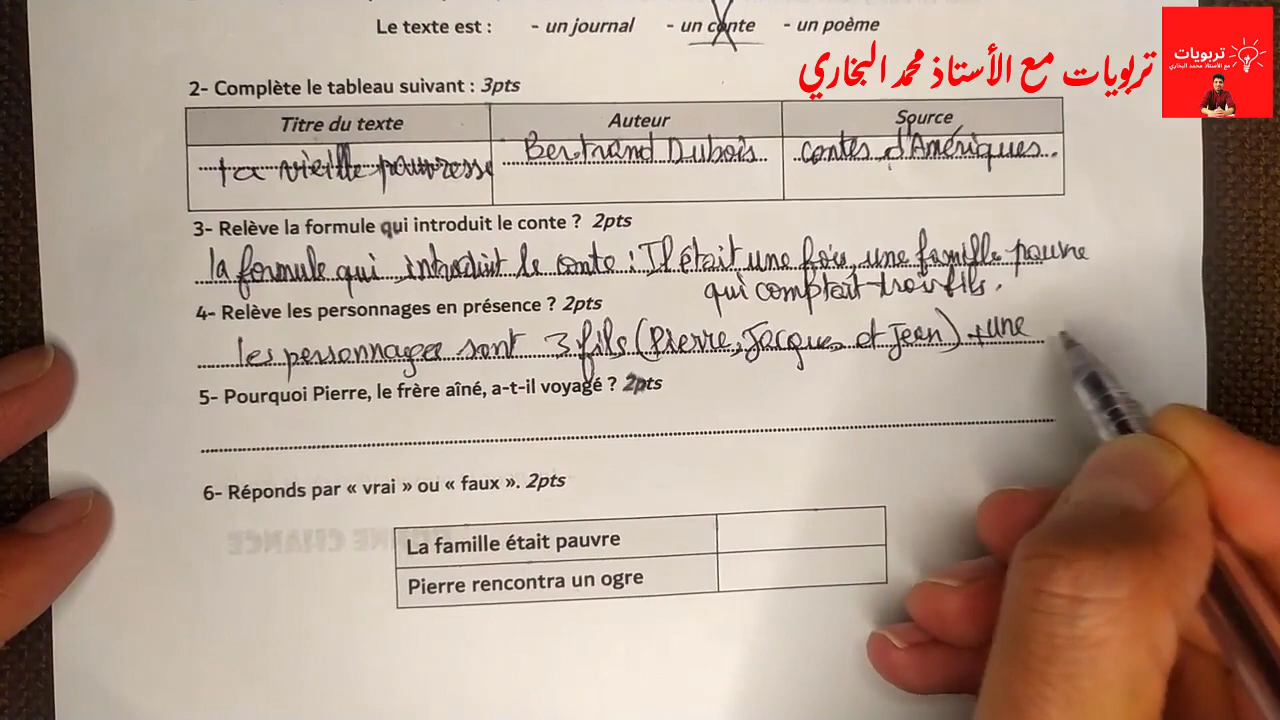 Le texte est : - un journal - un conte - un poème
تربويات مع الأستاذ محمد البخاري
تربويات
مع الأستاذ محمد البخاري
2- Complète le tableau suivant : 3pts
Titre du texte Auteur Source
la vieille pauvresse Bertrand Dubois contes d'Amériques.
3- Relève la formule qui introduit le conte ? 2pts
la formule qui introduit le conte : Il était une fois, une famille pauvre
qui comptait trois fils.
4- Relève les personnages en présence ? 2pts
les personnages sont 3 fils (Pierre, Jacques et Jean) + une
5- Pourquoi Pierre, le frère aîné, a-t-il voyagé ? 2pts
6- Réponds par « vrai » ou « faux ». 2pts
La famille était pauvre
Pierre rencontra un ogre